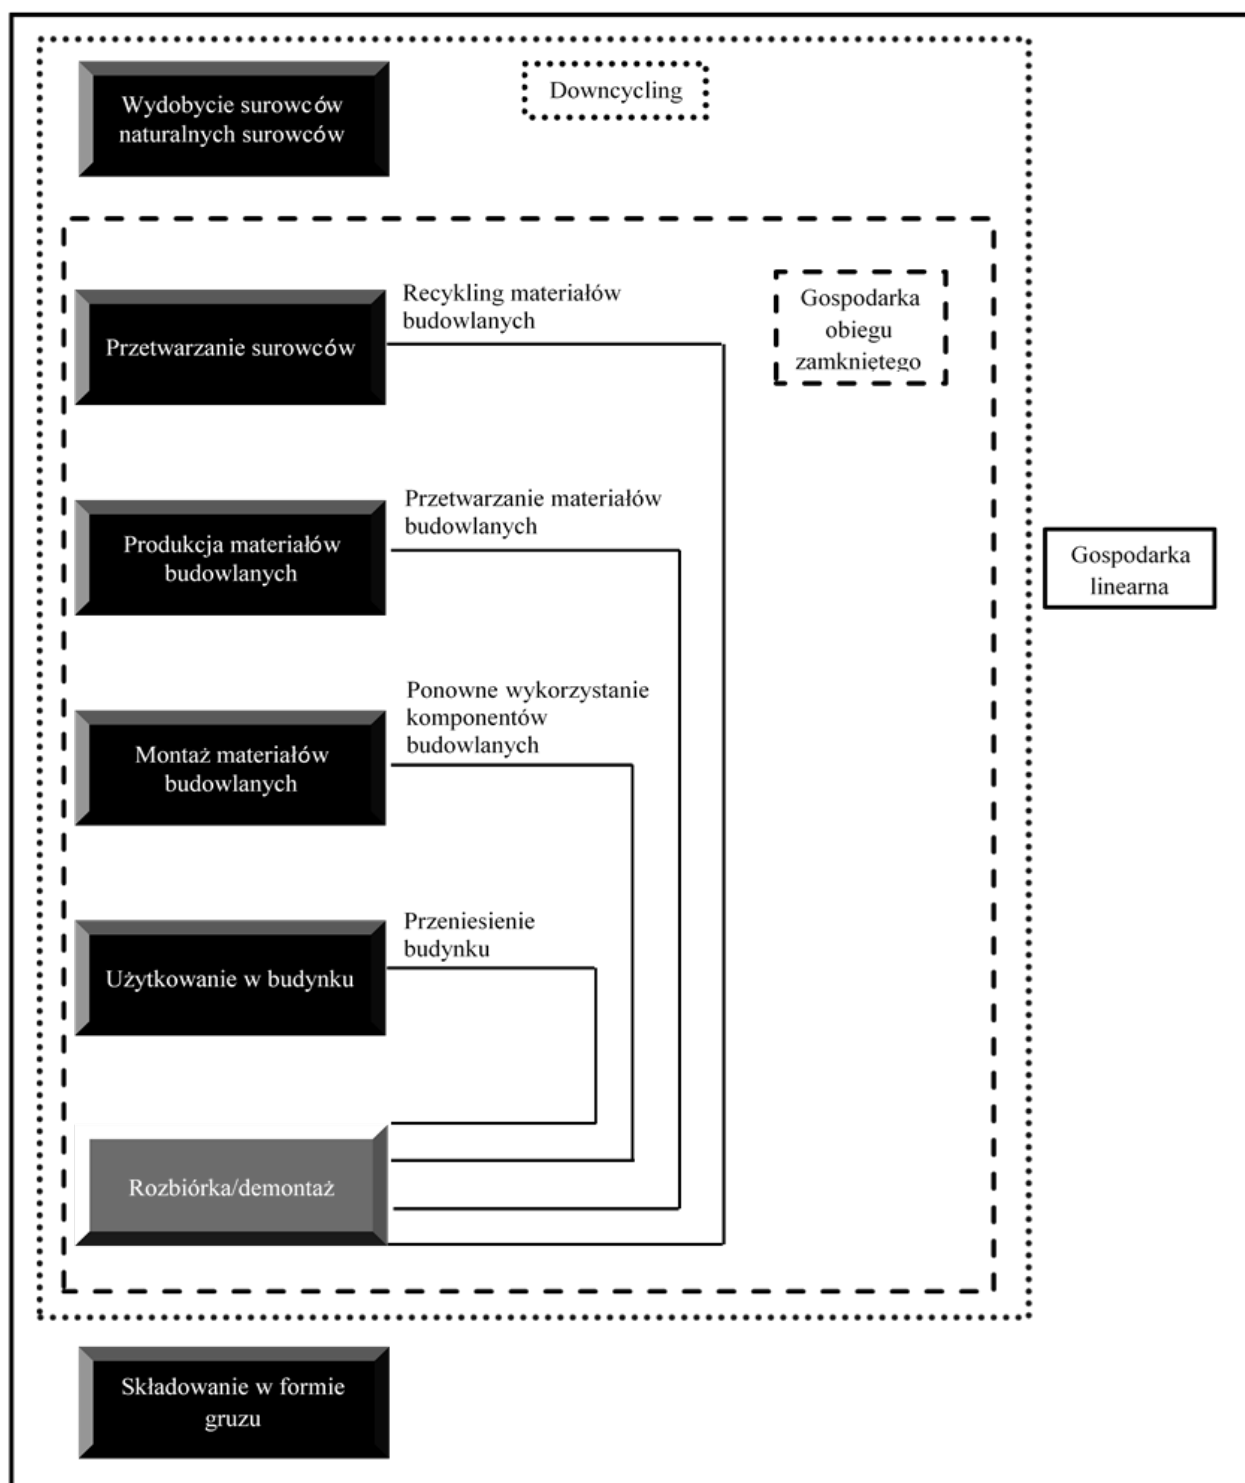 Wydobycie surowców
naturalnych surowców
Downcycling
Recykling materiałów
budowlanych
Gospodarka
obiegu
zamkniętego
Przetwarzanie surowców
Przetwarzanie materiałów
budowlanych
Produkcja materiałów
budowlanych
Gospodarka
linearna
Ponowne wykorzystanie
komponentów
budowlanych
Montaż materiałów
budowlanych
Przeniesienie
budynku
Użytkowanie w budynku
Rozbiórka/demontaż
Składowanie w formie
gruzu